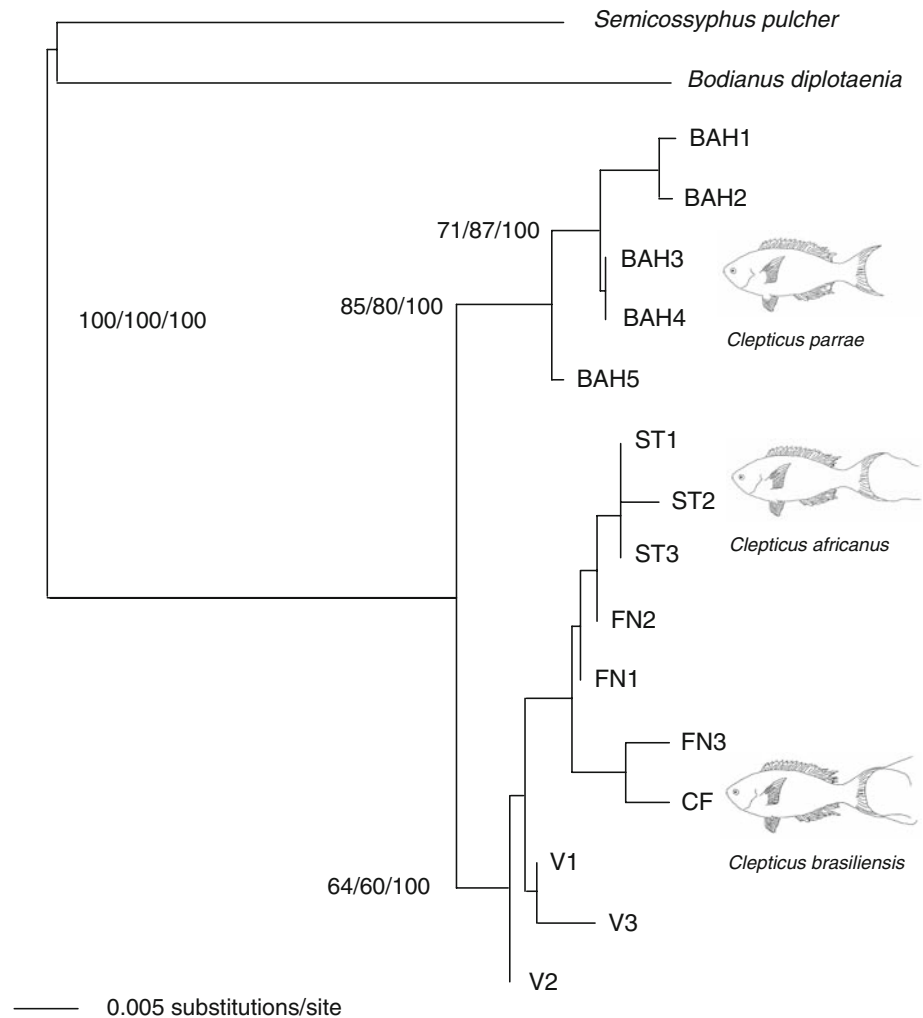 Semicossyphus pulcher
Bodianus diplotaenia
BAH1
BAH2
71/87/100
BAH3
85/80/100
100/100/100
BAH4
Clepticus parrae
BAH5
ST1
ST2
Clepticus africanus
ST3
FN2
FN1
FN3
CF
Clepticus brasiliensis
V1
64/60/100
V3
V2
0.005 substitutions/site